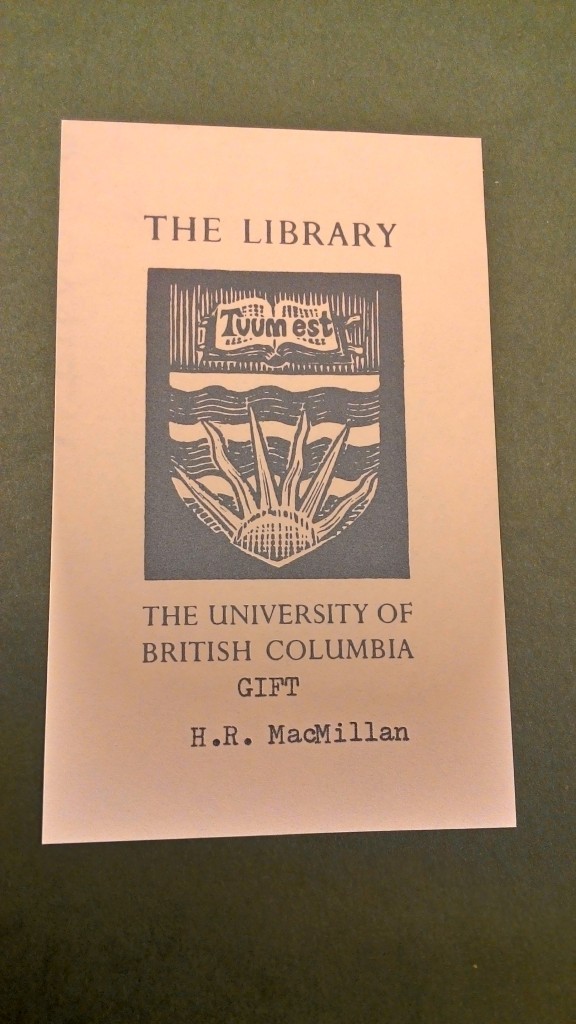 THE LIBRARY
Tuum est
THE UNIVERSITY OF
BRITISH COLUMBIA
GIFT
H.R. MacMillan